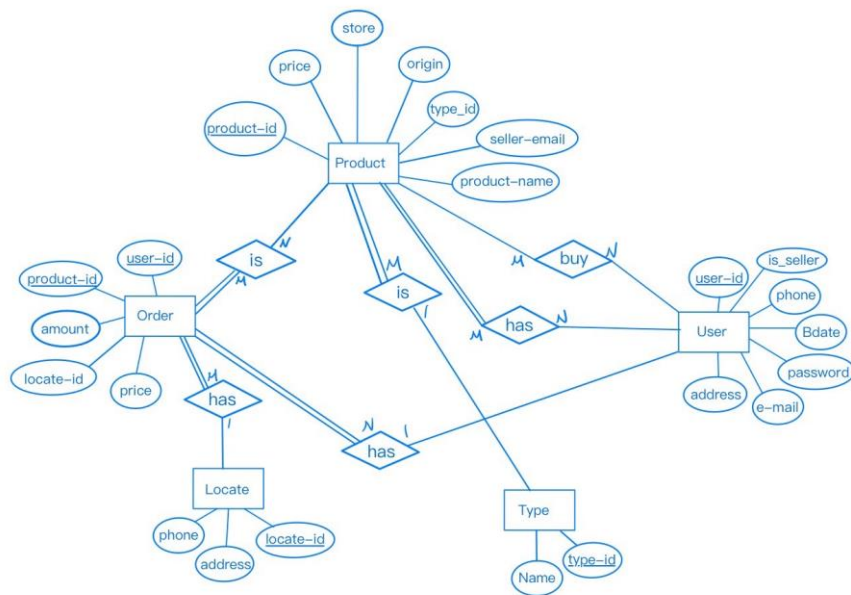 store
price
origin
type_id
product-id
seller-email
Product
product-name
is
N
M
buy
M
N
is
M
1
has
M
N
user-id
product-id
Order
amount
locate-id
price
user-id
is_seller
phone
User
Bdate
password
address
e-mail
M
has
1
N
has
1
Locate
phone
address
locate-id
Type
Name
type-id